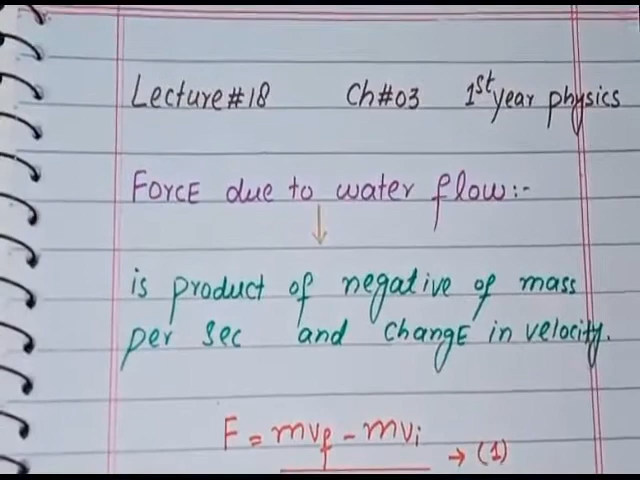 Lecture#18 Ch#03 1st year physics
Force due to water flow:-
is product of negative of mass
per sec and change in velocity.
F = mvf - mvi → (1)